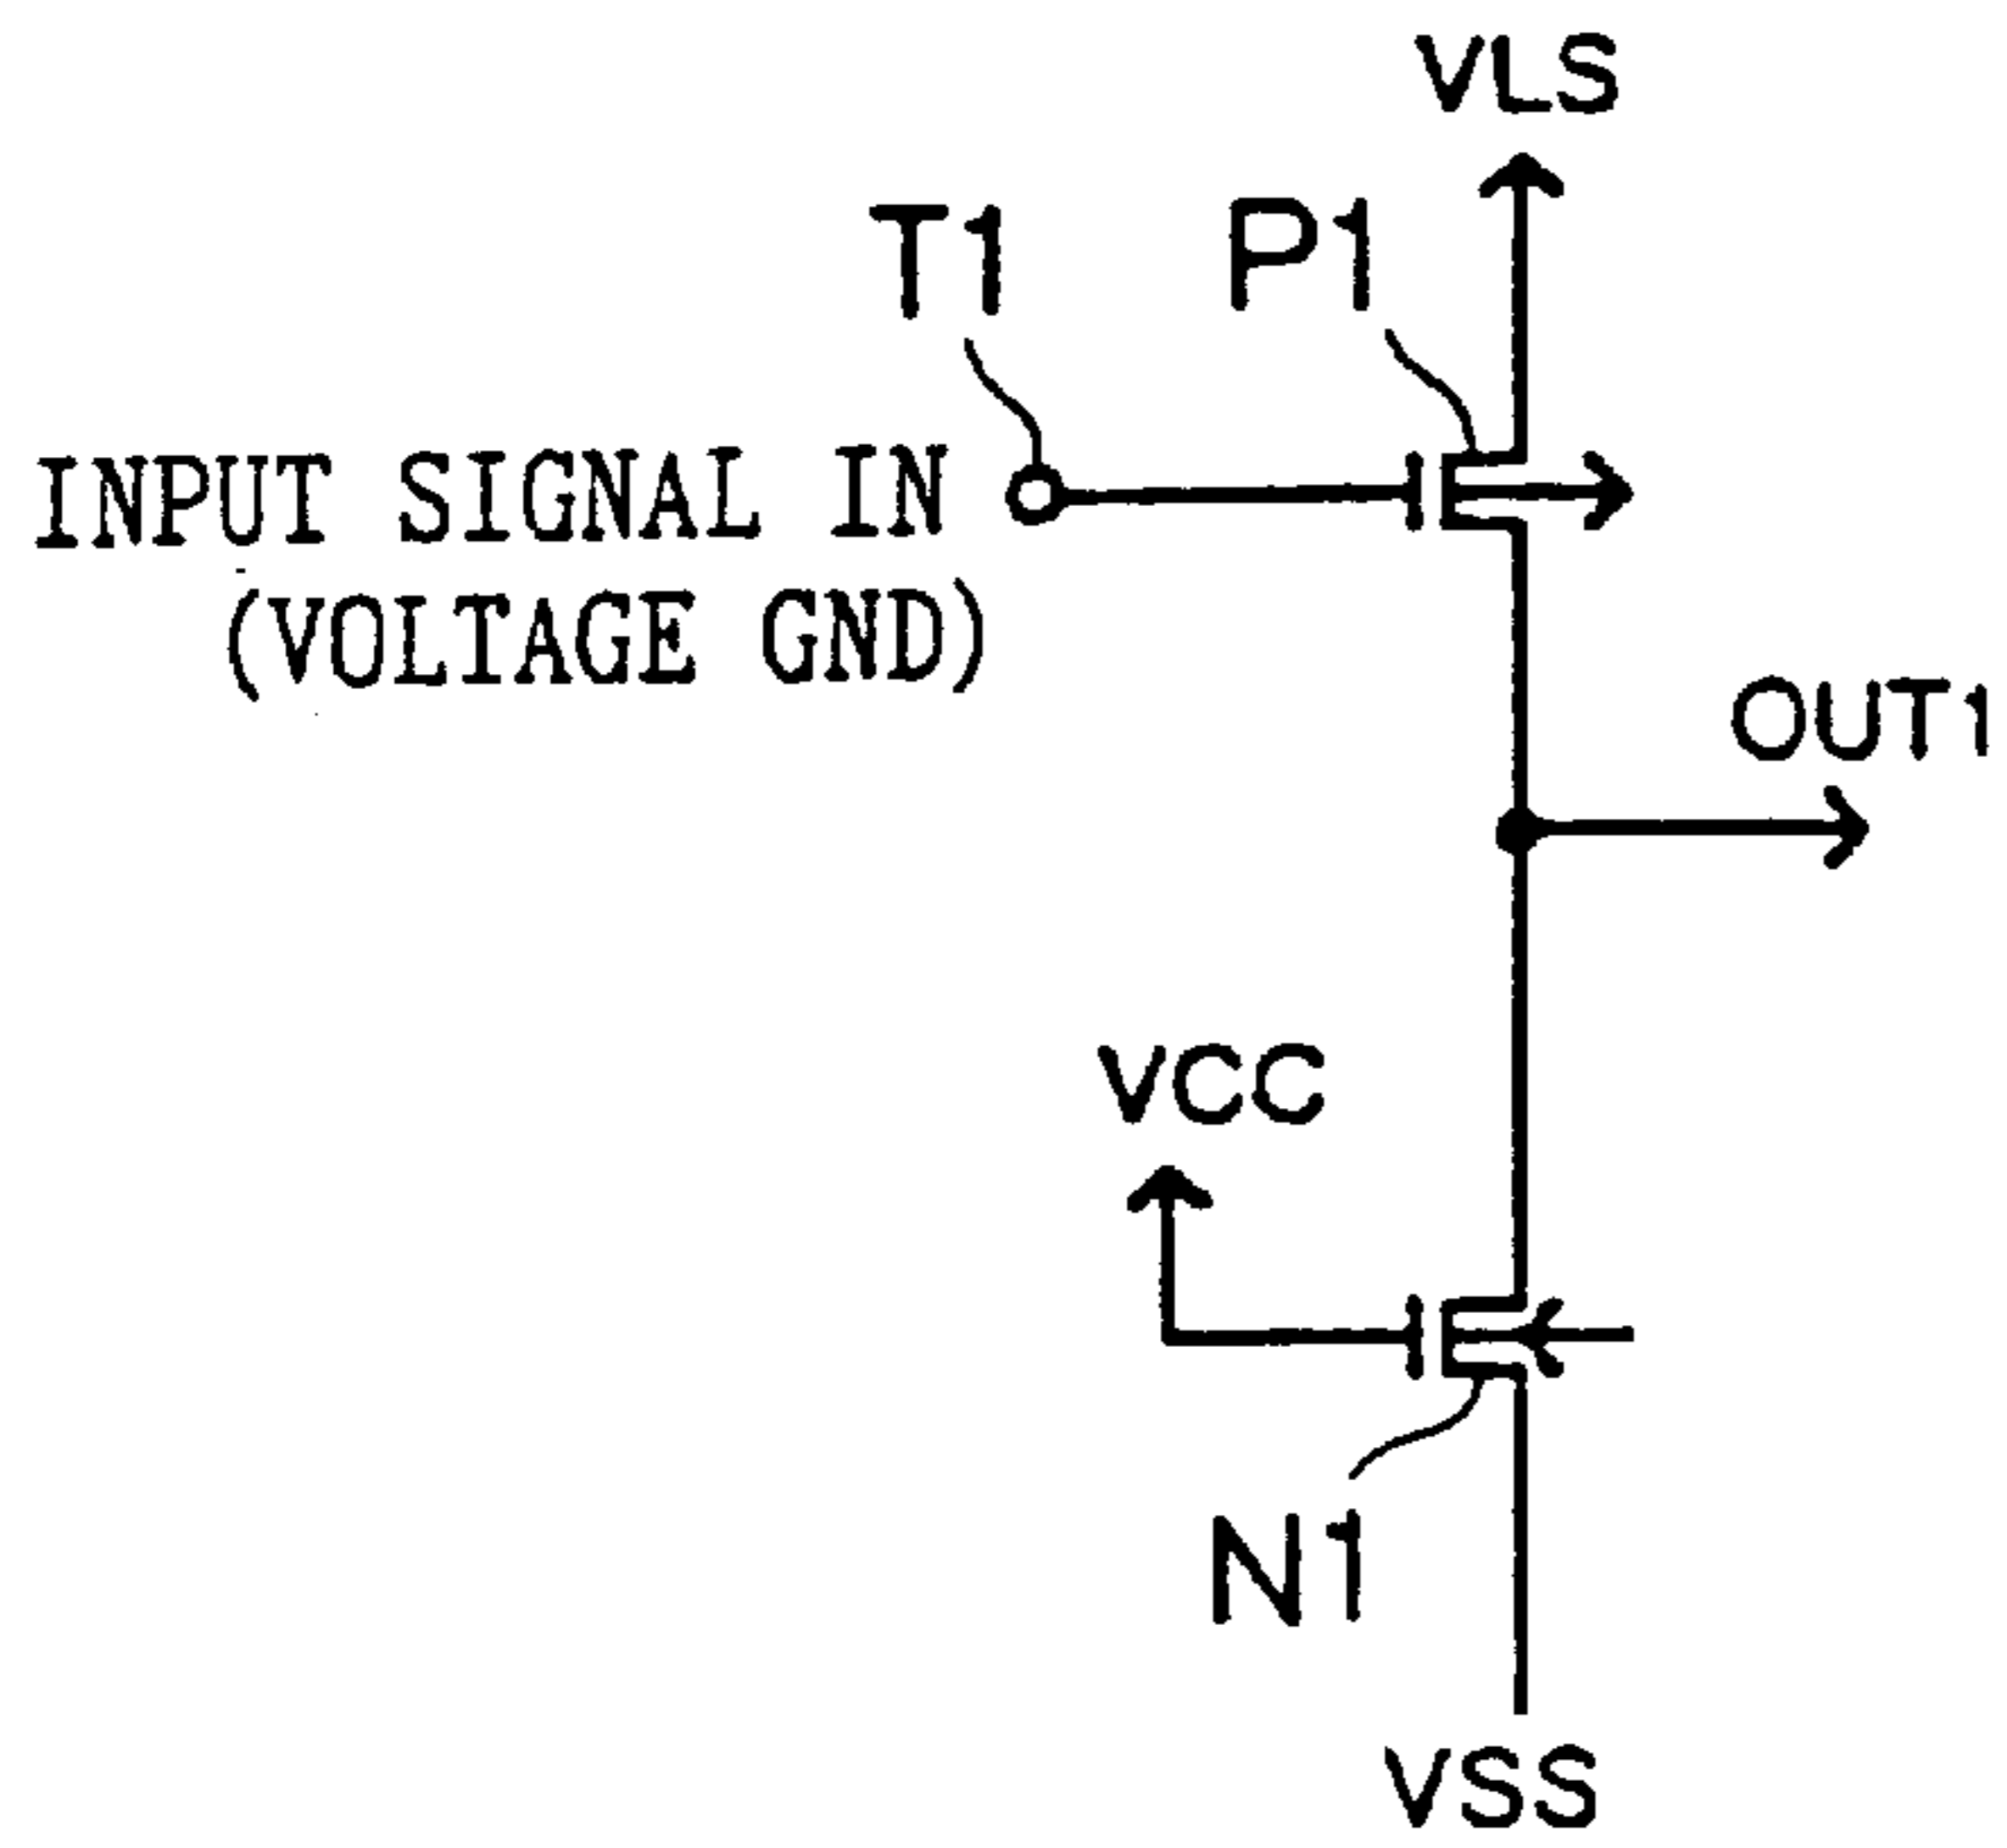 VLS
T1
P1
INPUT SIGNAL IN
(VOLTAGE GND)
OUT1
VCC
N1
VSS